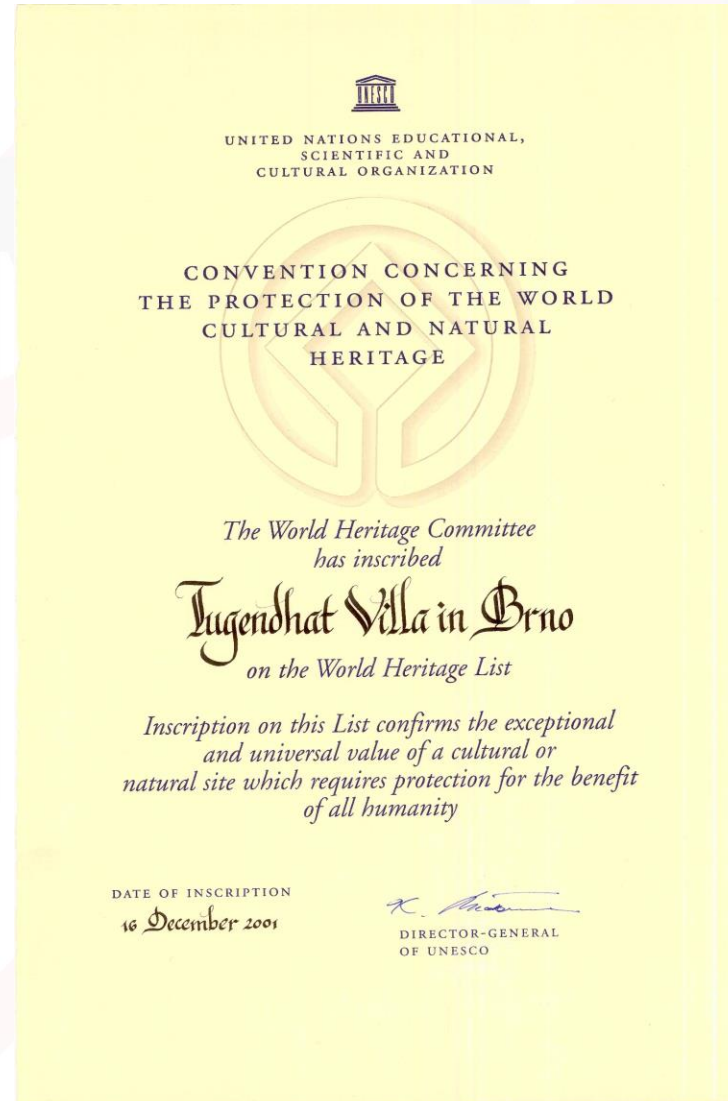 UNESCO
UNITED NATIONS EDUCATIONAL,
SCIENTIFIC AND
CULTURAL ORGANIZATION
CONVENTION CONCERNING
THE PROTECTION OF THE WORLD
CULTURAL AND NATURAL
HERITAGE
The World Heritage Committee
has inscribed
Tugendhat Villa in Brno
on the World Heritage List
Inscription on this List confirms the exceptional
and universal value of a cultural or
natural site which requires protection for the benefit
of all humanity
DATE OF INSCRIPTION
16 December 2001
K.
DIRECTOR-GENERAL
OF UNESCO